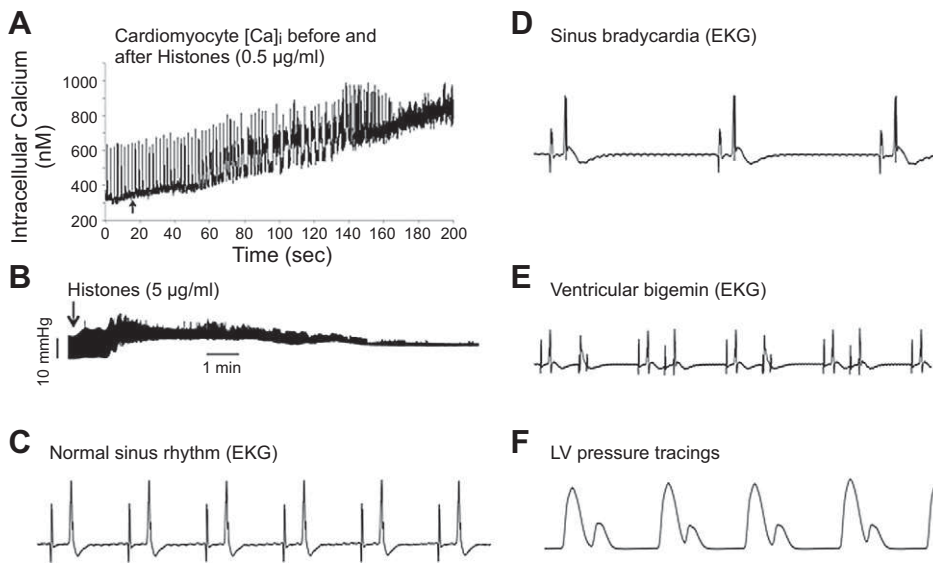 A
Cardiomyocyte [Ca]i before and
after Histones (0.5 µg/ml)
Intracellular Calcium
(nM)
1000
800
600
400
200
0 20 40 60 80 100 120 140 160 180 200
Time (sec)
B
Histones (5 µg/ml)
10 mmHg
1 min
C
Normal sinus rhythm (EKG)
D
Sinus bradycardia (EKG)
E
Ventricular bigemin (EKG)
F
LV pressure tracings